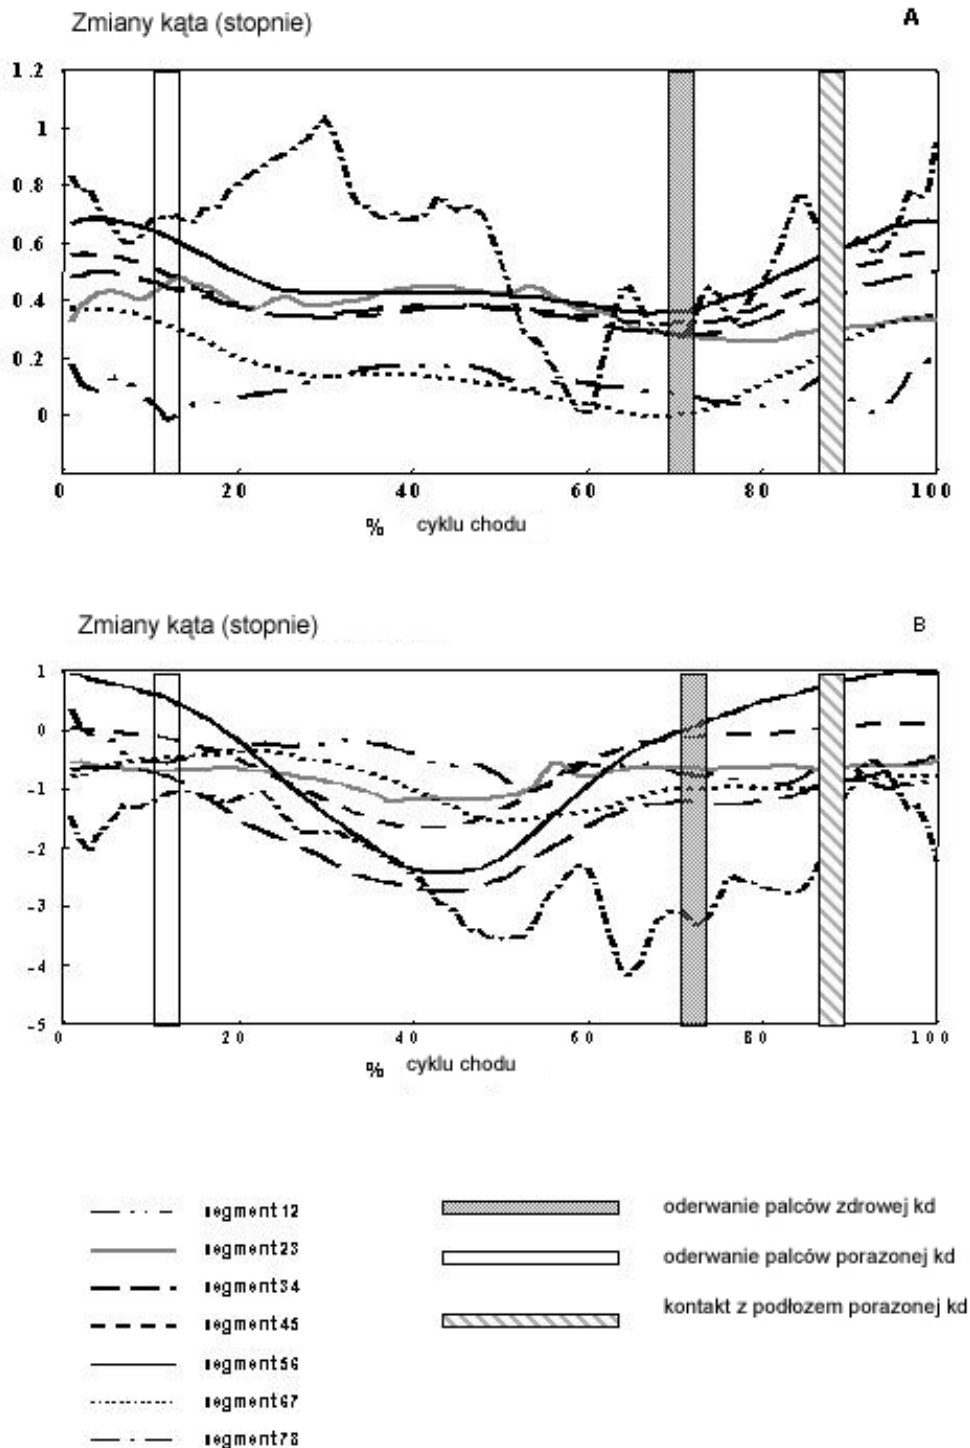 Zmiany kąta (stopnie) A
1.2
1
0.8
0.6
0.4
0.2
0
0 20 40 60 80 100
% cyklu chodu
Zmiany kąta (stopnie) B
1
0
-1
-2
-3
-4
-5
0 20 40 60 80 100
% cyklu chodu
segment12
segment23
segment34
segment45
segment56
segment67
segment78
oderwanie palców zdrowej kd
oderwanie palców porazonej kd
kontakt z podłozem porazonej kd